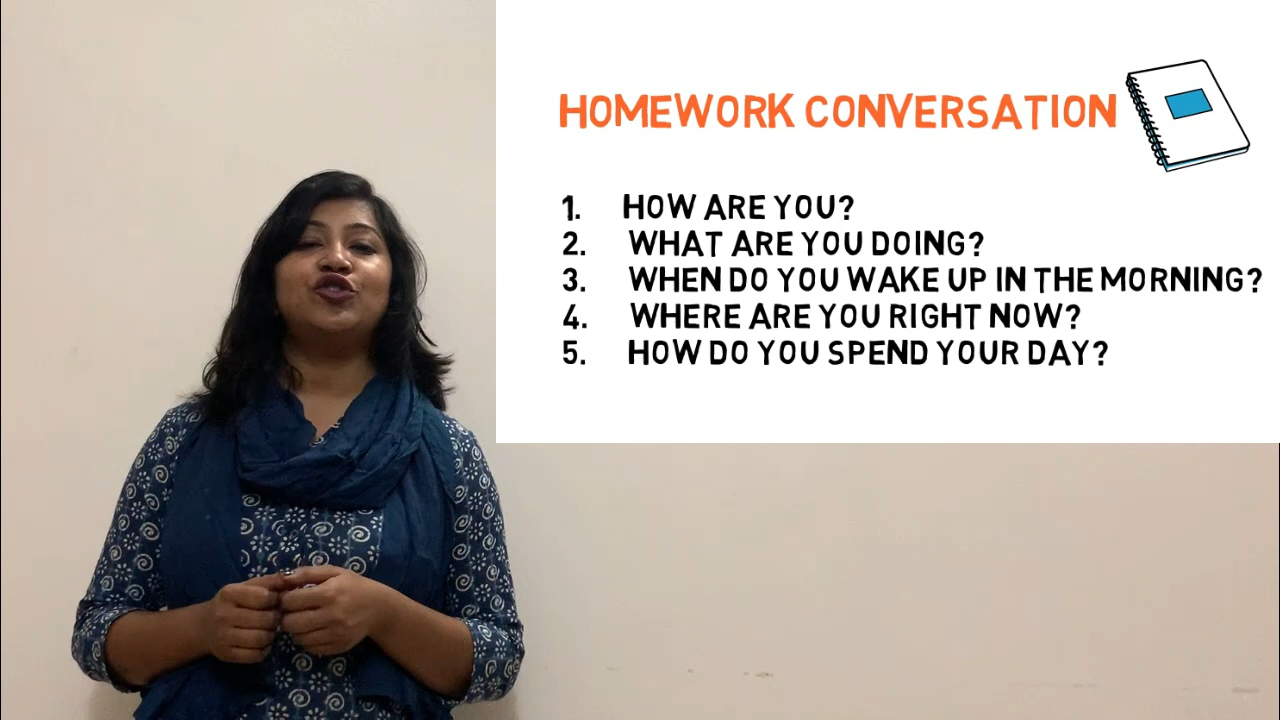 HOMEWORK CONVERSATION
1. HOW ARE YOU?
2. WHAT ARE YOU DOING?
3. WHEN DO YOU WAKE UP IN THE MORNING?
4. WHERE ARE YOU RIGHT NOW?
5. HOW DO YOU SPEND YOUR DAY?